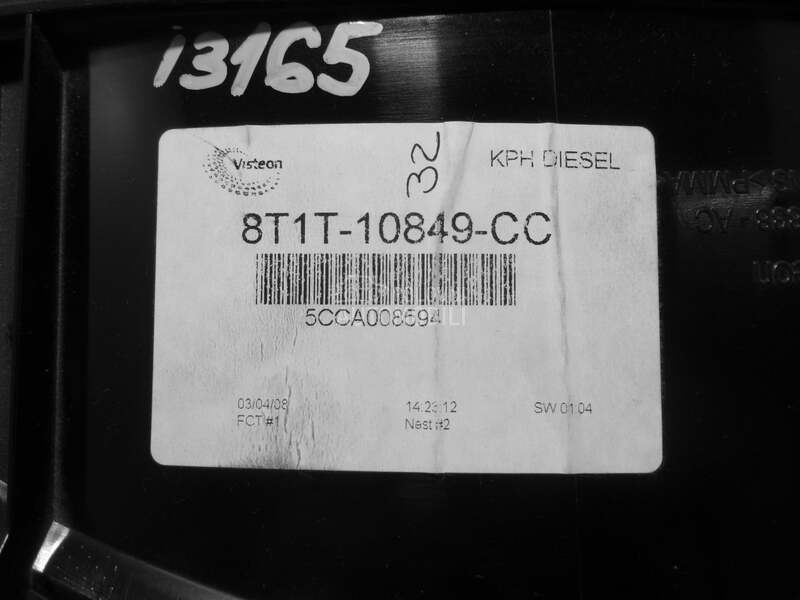 13165
Visteon
32
KPH DIESEL
8T1T-10849-CC
5CCA008594
03/04/08
14:23:12
SW 01.04
FCT #1
Nest #2